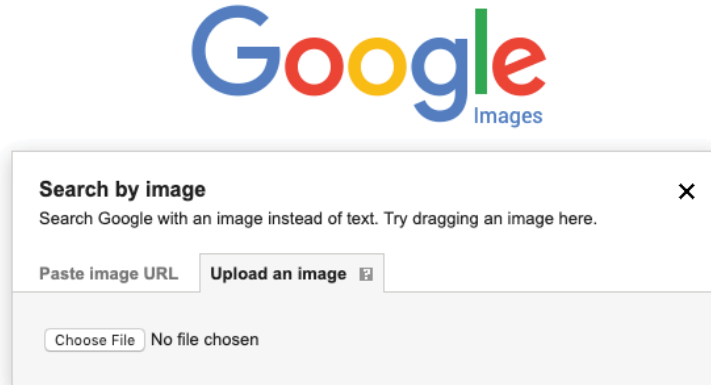 Google
Images
Search by image
Search Google with an image instead of text. Try dragging an image here.
Paste image URL Upload an image ?
Choose File No file chosen